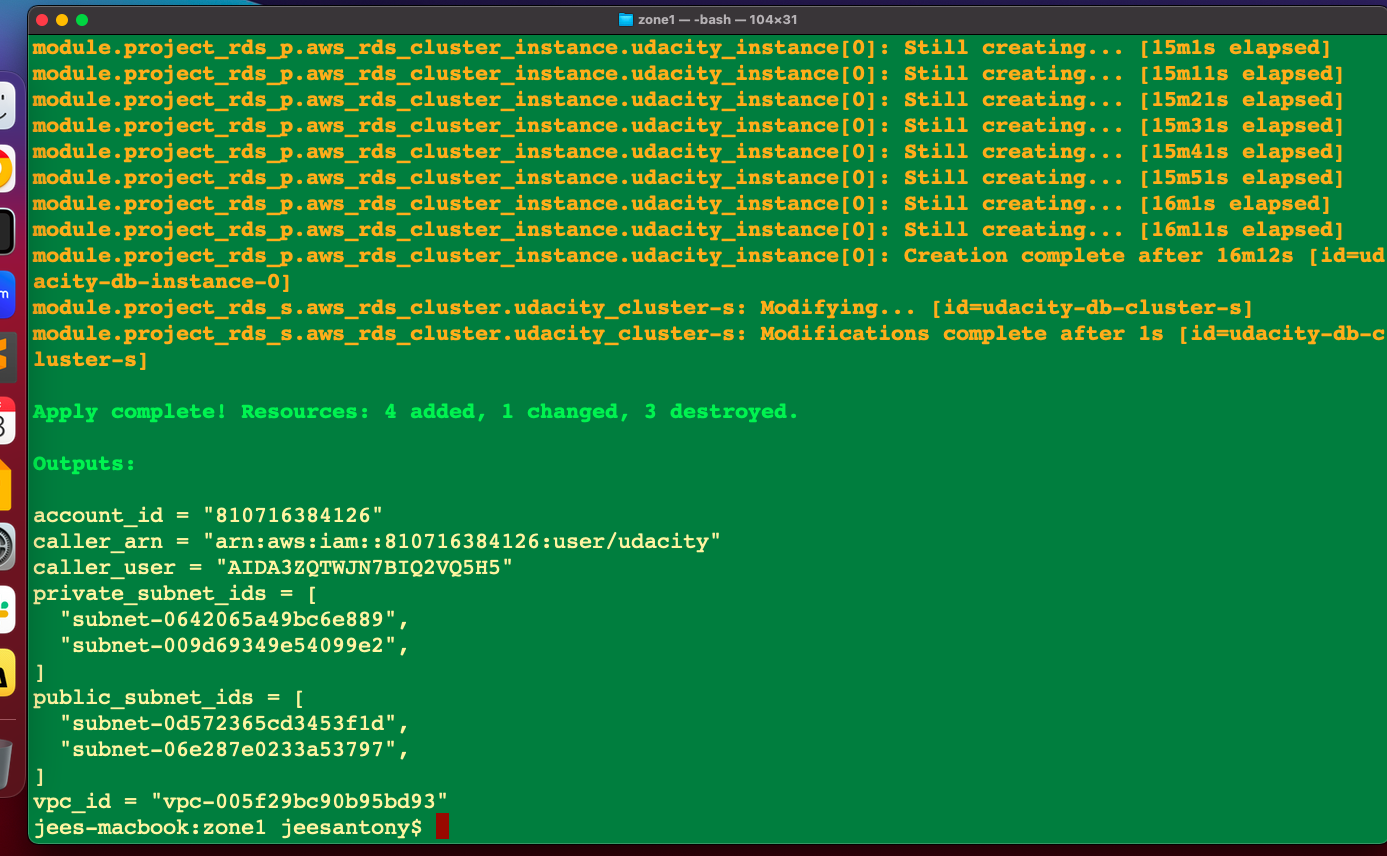 zone1 — -bash — 104×31
module.project_rds_p.aws_rds_cluster_instance.udacity_instance[0]: Still creating... [15m1s elapsed]
module.project_rds_p.aws_rds_cluster_instance.udacity_instance[0]: Still creating... [15m11s elapsed]
module.project_rds_p.aws_rds_cluster_instance.udacity_instance[0]: Still creating... [15m21s elapsed]
module.project_rds_p.aws_rds_cluster_instance.udacity_instance[0]: Still creating... [15m31s elapsed]
module.project_rds_p.aws_rds_cluster_instance.udacity_instance[0]: Still creating... [15m41s elapsed]
module.project_rds_p.aws_rds_cluster_instance.udacity_instance[0]: Still creating... [15m51s elapsed]
module.project_rds_p.aws_rds_cluster_instance.udacity_instance[0]: Still creating... [16m1s elapsed]
module.project_rds_p.aws_rds_cluster_instance.udacity_instance[0]: Still creating... [16m11s elapsed]
module.project_rds_p.aws_rds_cluster_instance.udacity_instance[0]: Creation complete after 16m12s [id=ud
acity-db-instance-0]
module.project_rds_s.aws_rds_cluster.udacity_cluster-s: Modifying... [id=udacity-db-cluster-s]
module.project_rds_s.aws_rds_cluster.udacity_cluster-s: Modifications complete after 1s [id=udacity-db-c
luster-s]
Apply complete! Resources: 4 added, 1 changed, 3 destroyed.
Outputs:
account_id = "810716384126"
caller_arn = "arn:aws:iam::810716384126:user/udacity"
caller_user = "AIDA3ZQTWJN7BIQ2VQ5H5"
private_subnet_ids = [
"subnet-0642065a49bc6e889",
"subnet-009d69349e54099e2",
]
public_subnet_ids = [
"subnet-0d572365cd3453f1d",
"subnet-06e287e0233a53797",
]
vpc_id = "vpc-005f29bc90b95bd93"
jees-macbook:zone1 jeesantony$